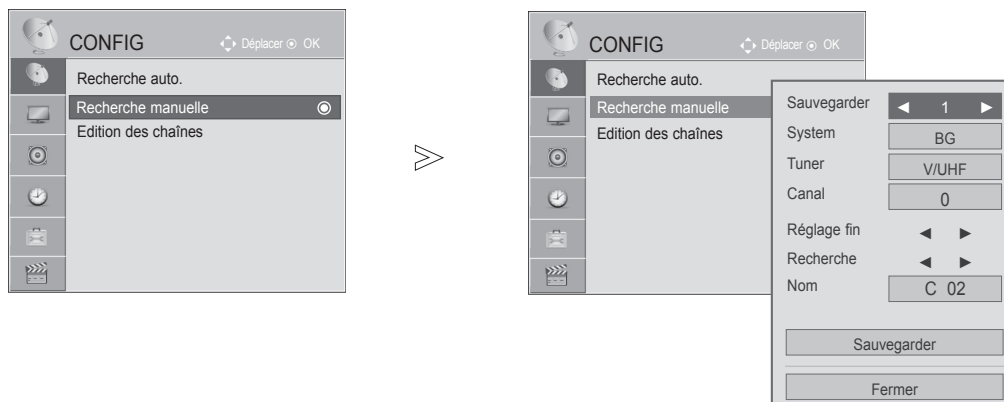 CONFIG
Déplacer OK
Recherche auto.
Recherche manuelle
Edition des chaînes
CONFIG
Déplacer OK
Recherche auto.
Recherche manuelle
Edition des chaînes
Sauvegarder ◄ 1 ►
System BG
Tuner V/UHF
Canal 0
Réglage fin ◄ ►
Recherche ◄ ►
Nom C 02
Sauvegarder
Fermer